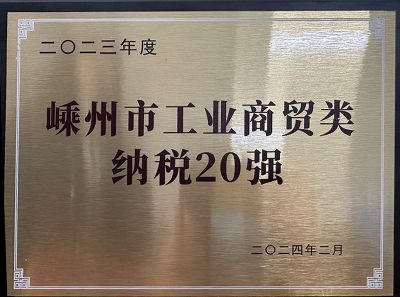 二〇二三年度
嵊州市工业商贸类
纳税20强
二〇二四年二月